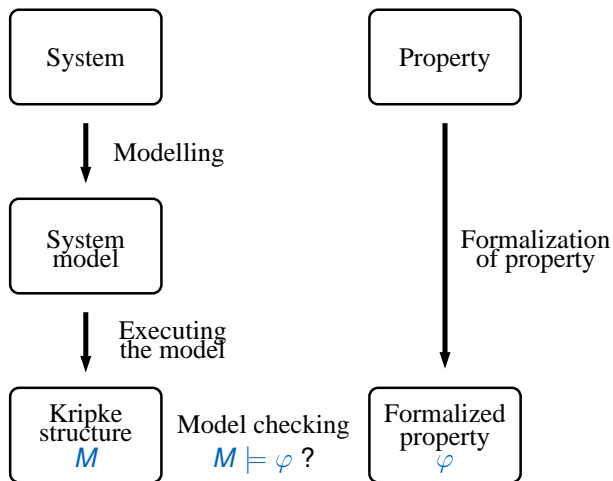 System
Property
Modelling
System
model
Formalization
of property
Executing
the model
Kripke
structure
M
Model checking
M ⊨ φ ?
Formalized
property
φ